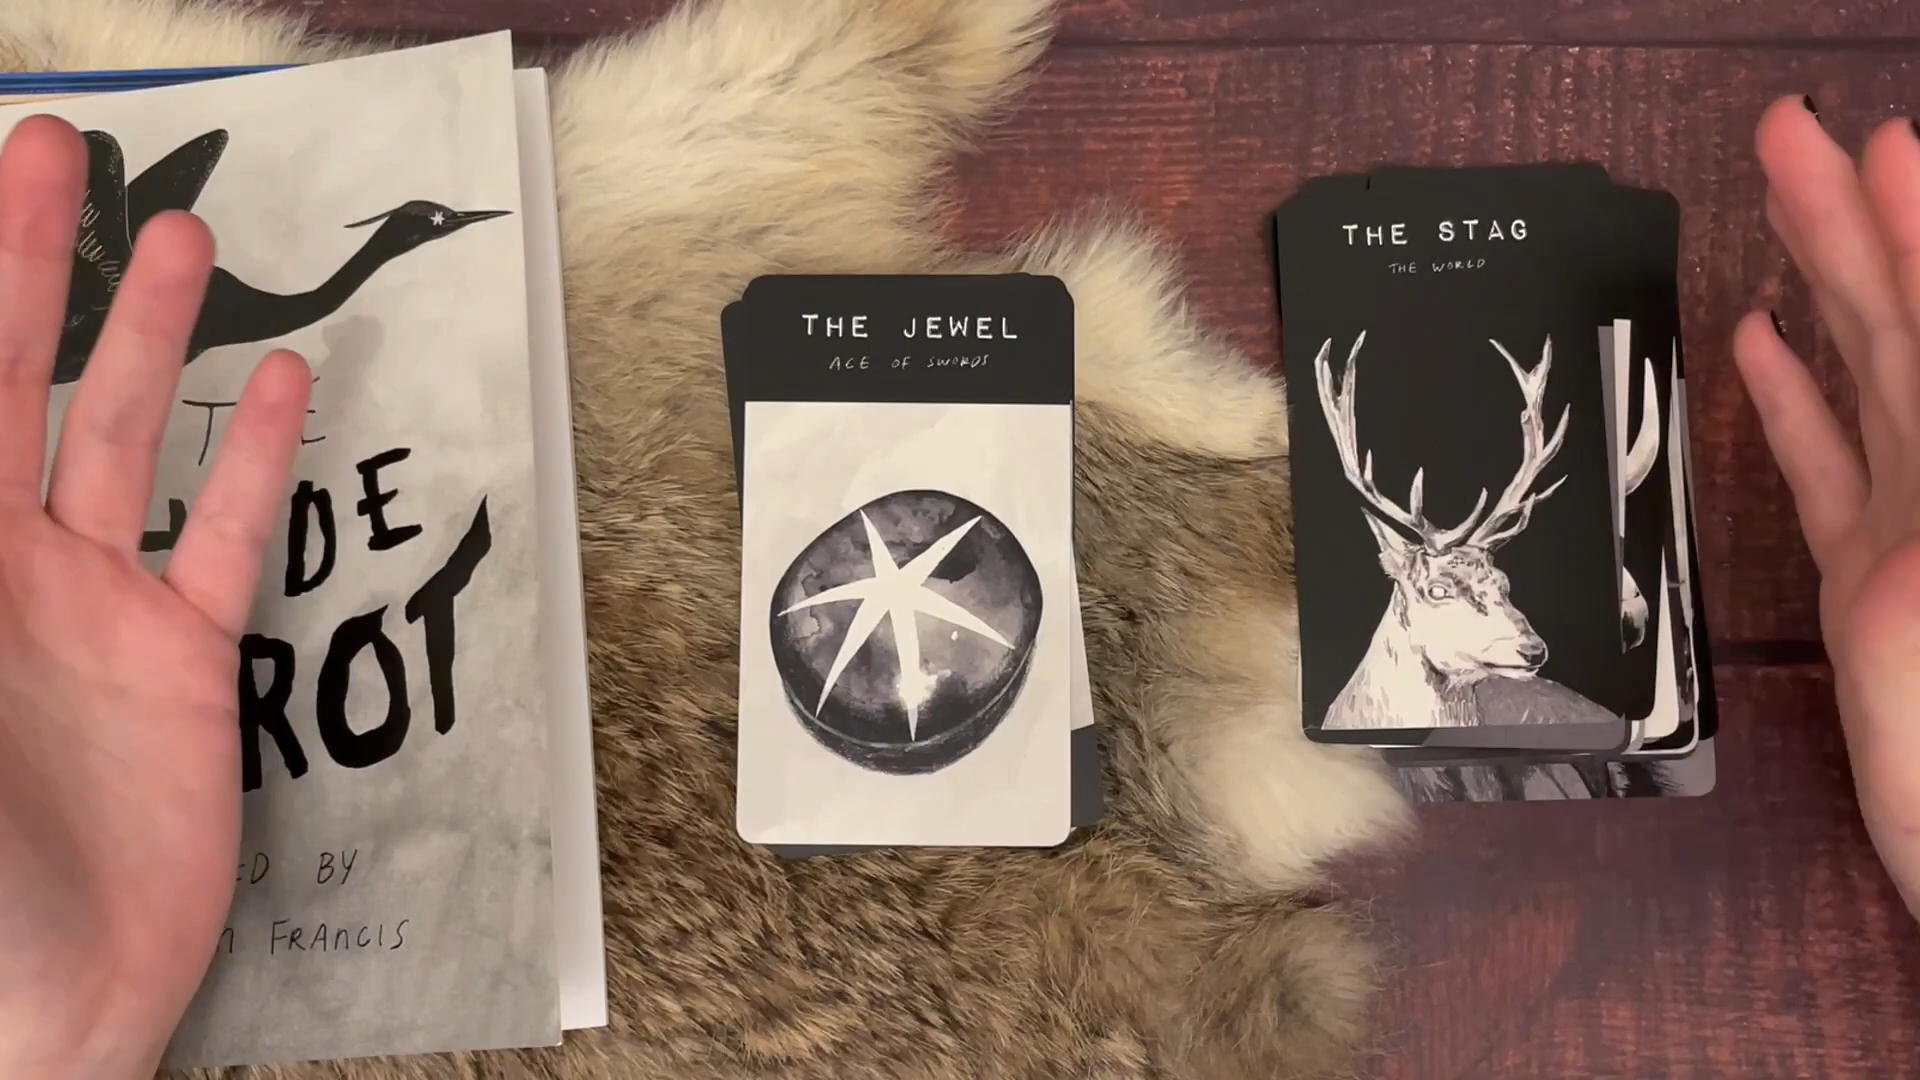 DE
ROT
BY
FRANCIS
THE JEWEL
ACE OF SWORDS
THE STAG
THE WORLD